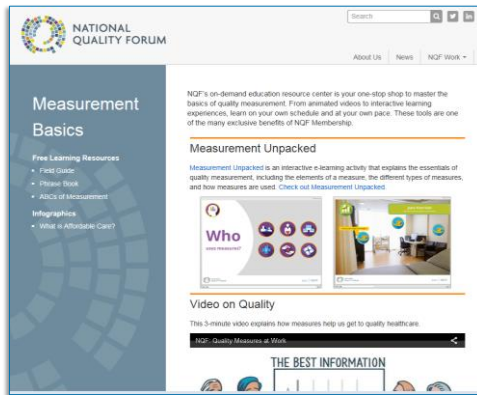 NATIONAL
QUALITY FORUM
Search
About Us
News
NQF Work
Measurement
Basics
Free Learning Resources
• Field Guide
• Phrase Book
• ABCs of Measurement
Infographics
• What is Affordable Care?
NQF's on-demand education resource center is your one-stop shop to master the
basics of quality measurement. From animated videos to interactive learning
experiences, learn on your own schedule and at your own pace. These tools are one
of the many exclusive benefits of NQF Membership.
Measurement Unpacked
Measurement Unpacked is an interactive e-learning activity that explains the essentials of
quality measurement, including the elements of a measure, the different types of measures,
and how measures are used. Check out Measurement Unpacked.
Who
uses measures?
Video on Quality
This 3-minute video explains how measures help us get to quality healthcare.
NQF: Quality Measures at Work
THE BEST INFORMATION